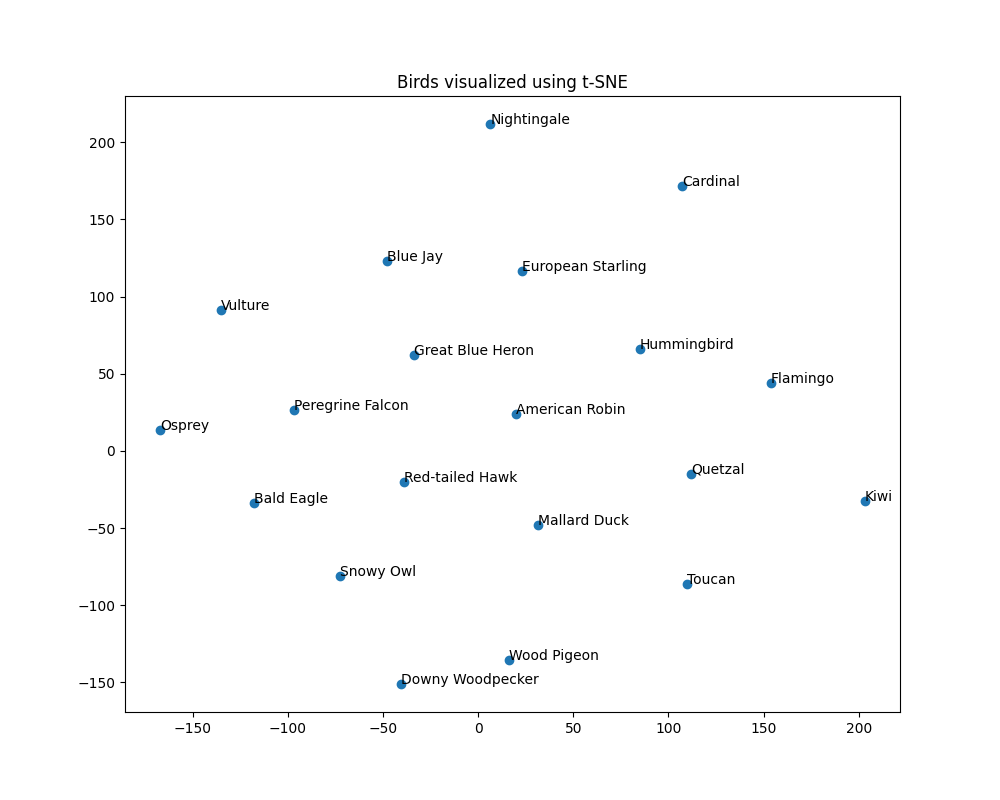 Birds visualized using t-SNE
Nightingale
Cardinal
Blue Jay
European Starling
Vulture
Great Blue Heron
Hummingbird
Flamingo
Peregrine Falcon
American Robin
Osprey
Red-tailed Hawk
Quetzal
Bald Eagle
Kiwi
Mallard Duck
Snowy Owl
Toucan
Wood Pigeon
Downy Woodpecker
200
150
100
50
0
−50
−100
−150
−150 −100 −50 0 50 100 150 200